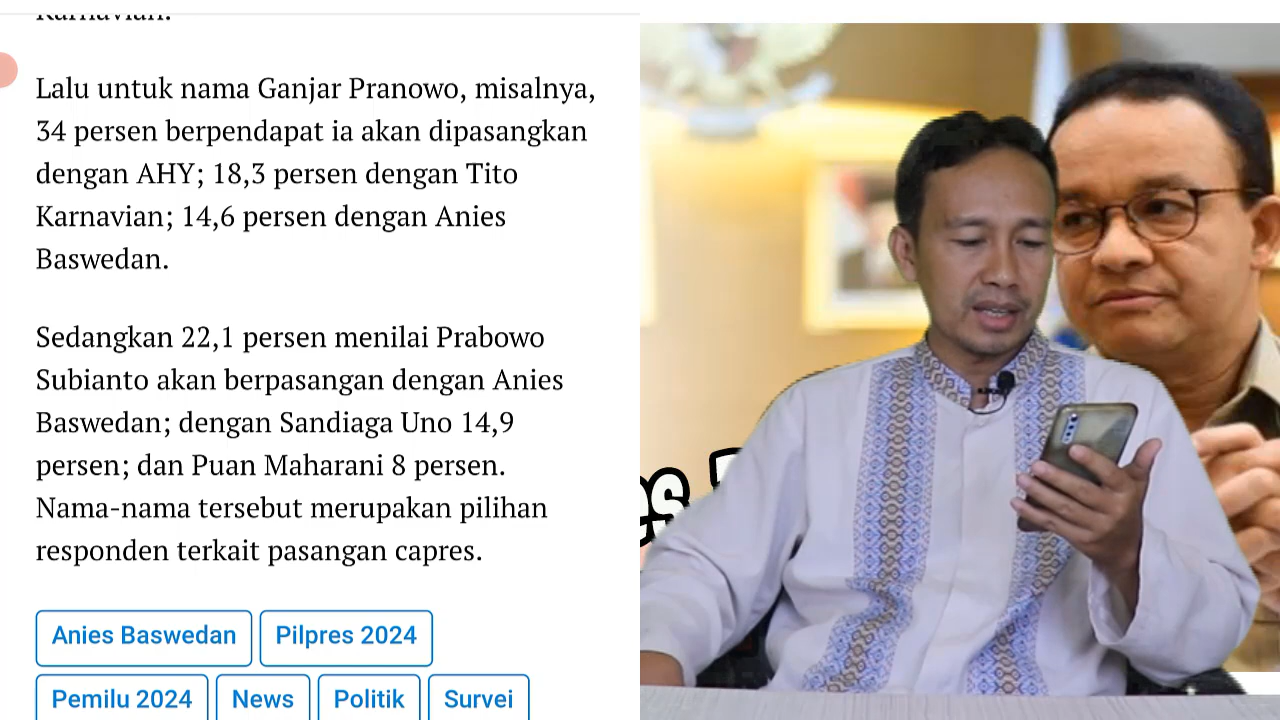 Karnavian.
Lalu untuk nama Ganjar Pranowo, misalnya,
34 persen berpendapat ia akan dipasangkan
dengan AHY; 18,3 persen dengan Tito
Karnavian; 14,6 persen dengan Anies
Baswedan.
Sedangkan 22,1 persen menilai Prabowo
Subianto akan berpasangan dengan Anies
Baswedan; dengan Sandiaga Uno 14,9
persen; dan Puan Maharani 8 persen.
Nama-nama tersebut merupakan pilihan
responden terkait pasangan capres.
Anies Baswedan
Pilpres 2024
Pemilu 2024
News
Politik
Survei